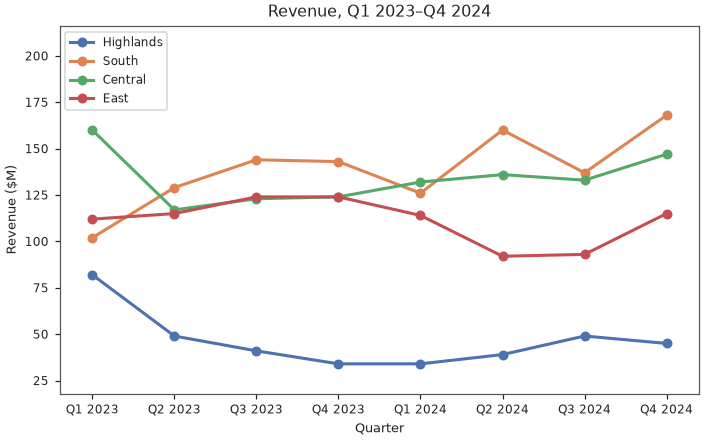 Revenue, Q1 2023–Q4 2024
Highlands
South
Central
East
Revenue ($M)
200
175
150
125
100
75
50
25
Q1 2023 Q2 2023 Q3 2023 Q4 2023 Q1 2024 Q2 2024 Q3 2024 Q4 2024
Quarter